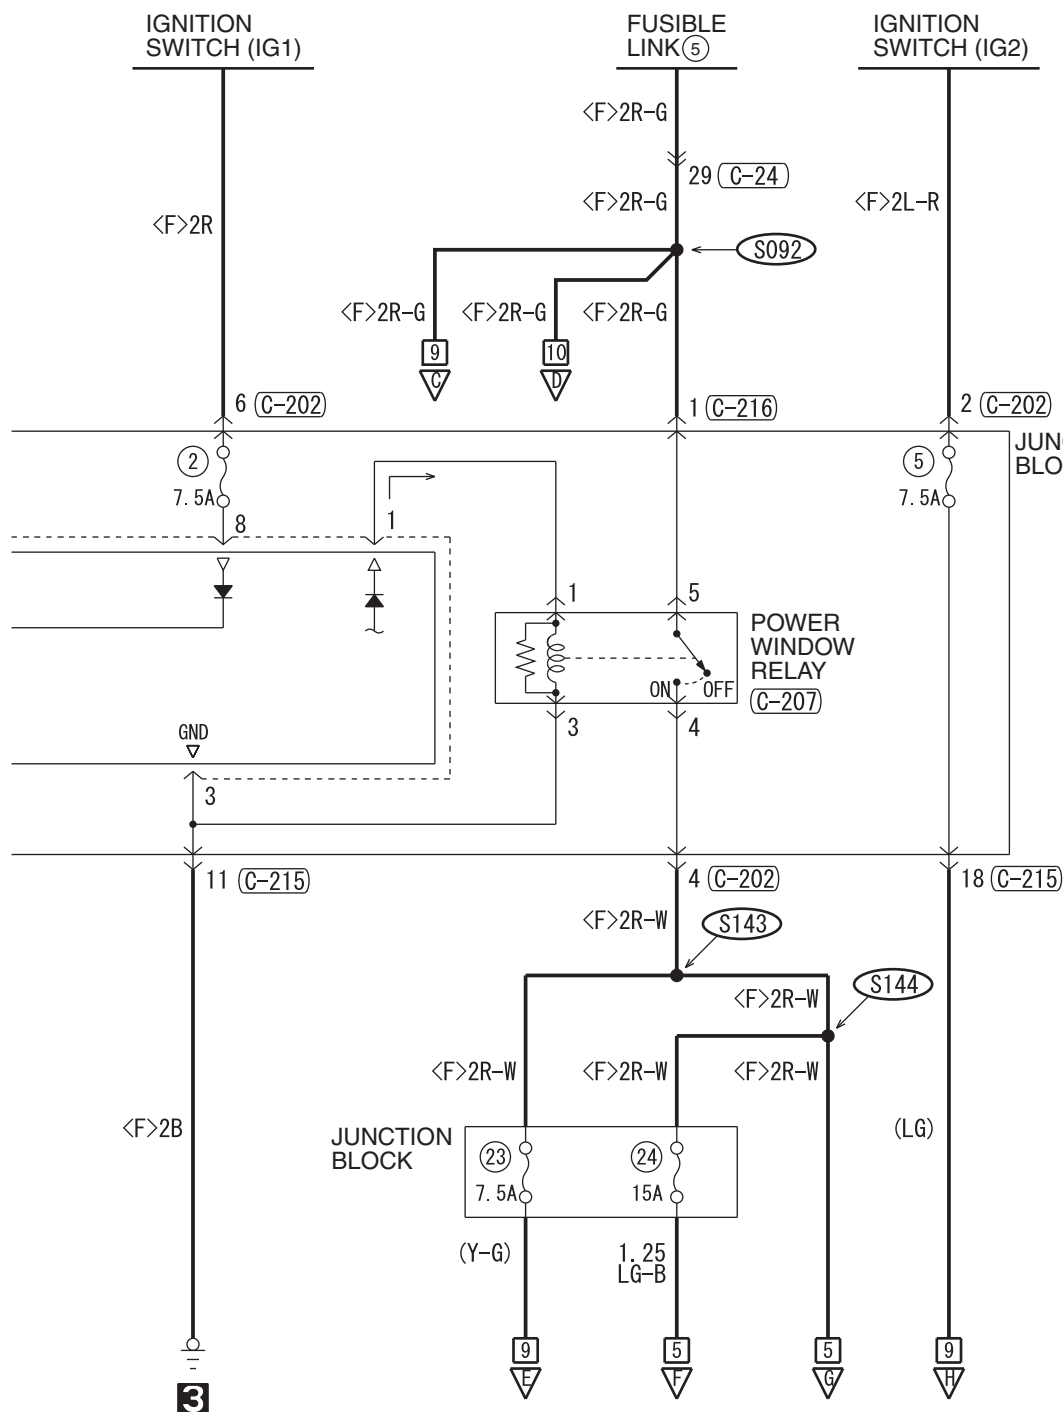 IGNITION
SWITCH (IG1)
FUSIBLE
LINK ⑤
IGNITION
SWITCH (IG2)
<F>2R-G
29 C-24
<F>2R-G
<F>2L-R
<F>2R
S092
<F>2R-G
<F>2R-G
<F>2R-G
9
10
C
D
6 C-202
1 C-216
2 C-202
2
7.5A
5
7.5A
8
1
1
5
POWER
WINDOW
RELAY
C-207
ON
OFF
3
4
GND
3
11 C-215
4 C-202
18 C-215
<F>2R-W
S143
S144
<F>2R-W
<F>2R-W
<F>2R-W
<F>2R-W
<F>2B
(LG)
JUNCTION
BLOCK
23
7.5A
24
15A
(Y-G)
1.25
LG-B
9
5
5
9
E
F
G
H
3